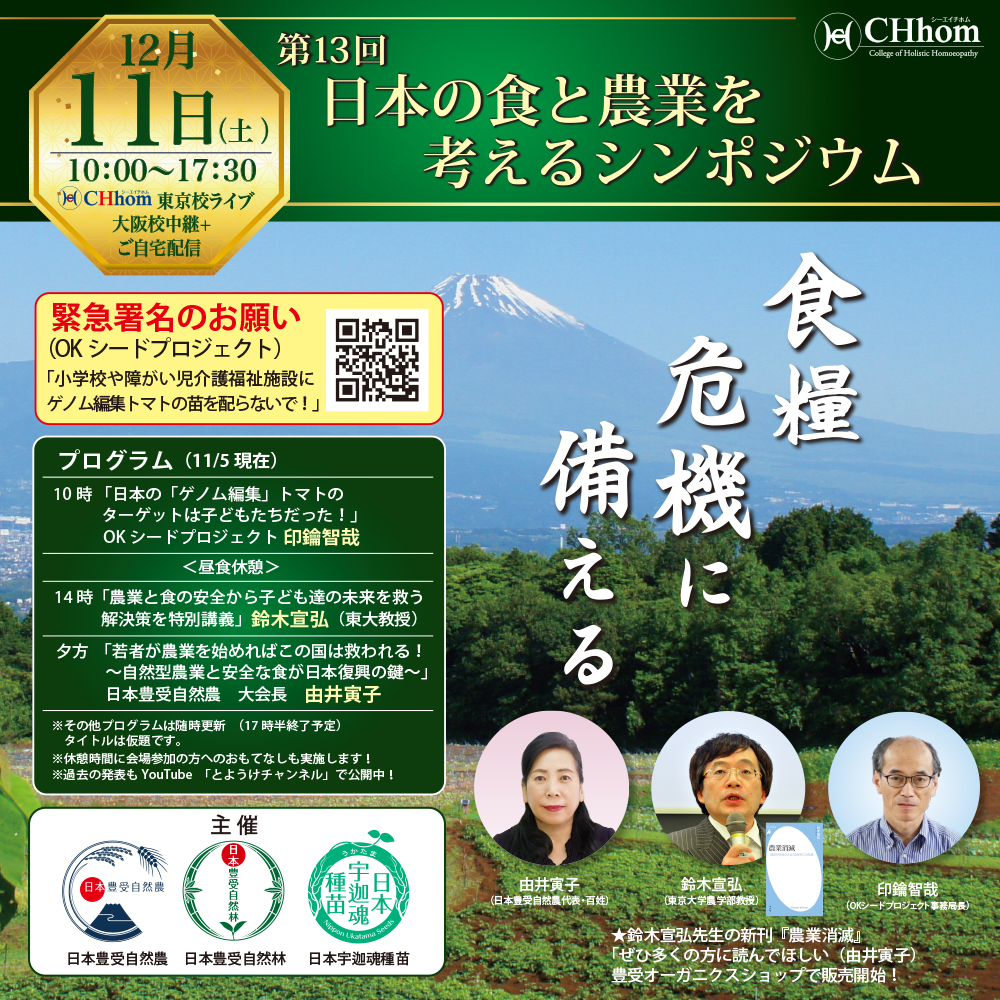 12月
11日(土)
10:00〜17:30
シーエイチホム
CHhom 東京校ライブ
大阪校中継+
ご自宅配信
第13回
日本の食と農業を
考えるシンポジウム
シーエイチホム
CHhom
College of Holistic Homoeopathy
食糧
危機に
備える
緊急署名のお願い
(OKシードプロジェクト)
「小学校や障がい児介護福祉施設に
ゲノム編集トマトの苗を配らないで！」
プログラム(11/5現在)
10時「日本の「ゲノム編集」トマトの
ターゲットは子どもたちだった！」
OKシードプロジェクト 印鑰智哉
＜昼食休憩＞
14時「農業と食の安全から子ども達の未来を救う
解決策を特別講義」鈴木宣弘(東大教授)
夕方 「若者が農業を始めればこの国は救われる！
〜自然型農業と安全な食が日本復興の鍵〜」
日本豊受自然農 大会長 由井寅子
※その他プログラムは随時更新 (17時半終了予定)
タイトルは仮題です。
※休憩時間に会場参加の方へのおもてなしも実施します！
※過去の発表も YouTube 「とようけチャンネル」で公開中！
主催
日本豊受自然農
日本豊受自然林
うかたま
日本
宇迦魂
種苗
Nippon Ukatama Seeds
日本豊受自然農
日本豊受自然林
日本宇迦魂種苗
由井寅子
(日本豊受自然農代表・百姓)
鈴木宣弘
(東京大学農学部教授)
農業消滅
印鑰智哉
(OKシードプロジェクト事務局長)
★鈴木宣弘先生の新刊『農業消滅』
「ぜひ多くの方に読んでほしい（由井寅子）
豊受オーガニクスショップで販売開始！